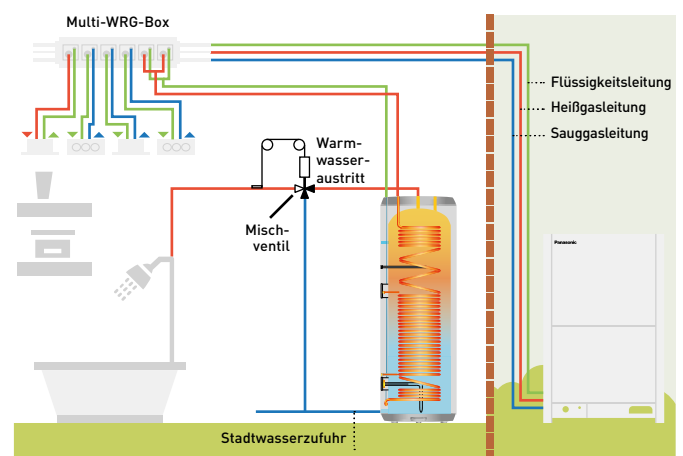 Multi-WRG-Box
Flüssigkeitsleitung
Heißgasleitung
Sauggasleitung
Warm-
wasser-
austritt
Misch-
ventil
Panasonic
Stadtwasserzufuhr